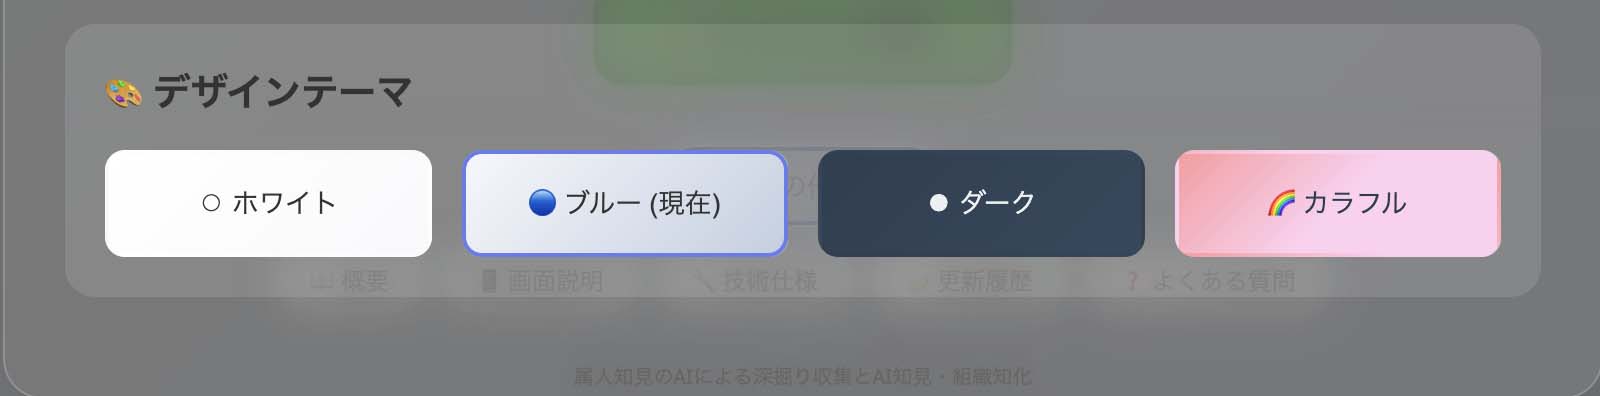 🎨 デザインテーマ
○ ホワイト
🔵 ブルー (現在)
● ダーク
🌈 カラフル
概要
画面説明
技術仕様
更新履歴
❓ よくある質問
属人知見のAIによる深掘り収集とAI知見・組織知化